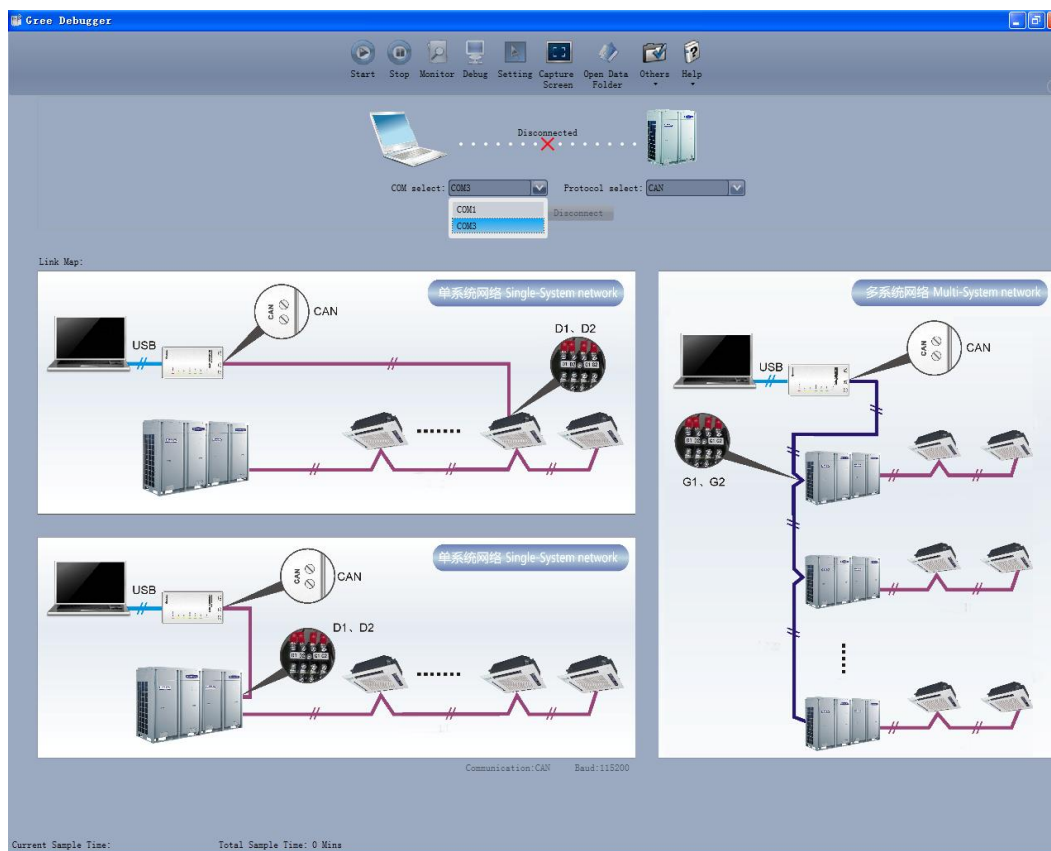 Gree Debugger
Start Stop Monitor Debug Setting Capture Screen Open Data Folder Others Help
Disconnected
COM select: COM3 Protocol select: CAN
COM1
Disconnect
COM3
Link Map:
单系统网络 Single-System network
CAN
CAN
USB
D1、D2
单系统网络 Single-System network
CAN
CAN
USB
D1、D2
多系统网络 Multi-System network
CAN
CAN
USB
G1、G2
Communication:CAN Baud:115200
Current Sample Time: Total Sample Time: 0 Mins